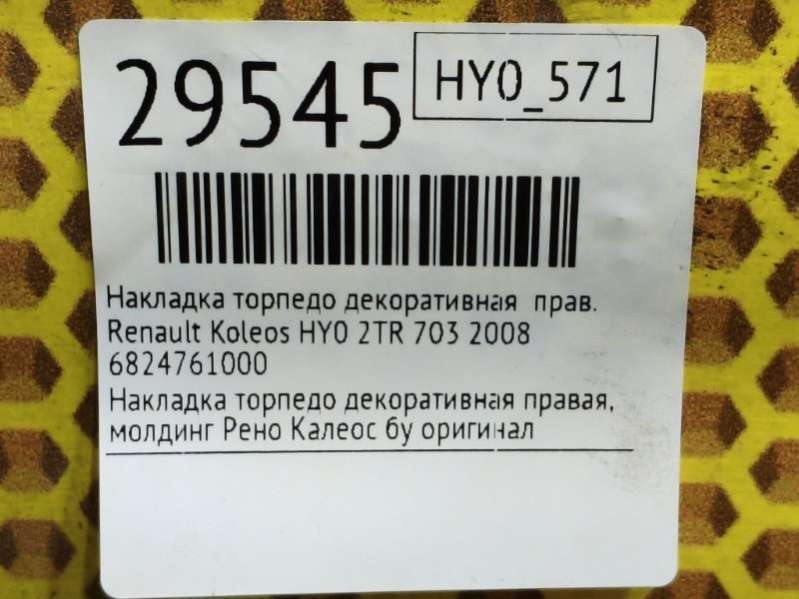 29545
HY0_571
Накладка торпедо декоративная прав.
Renault Koleos HY0 2TR 703 2008
6824761000
Накладка торпедо декоративная правая,
молдинг Рено Калеос бу оригинал